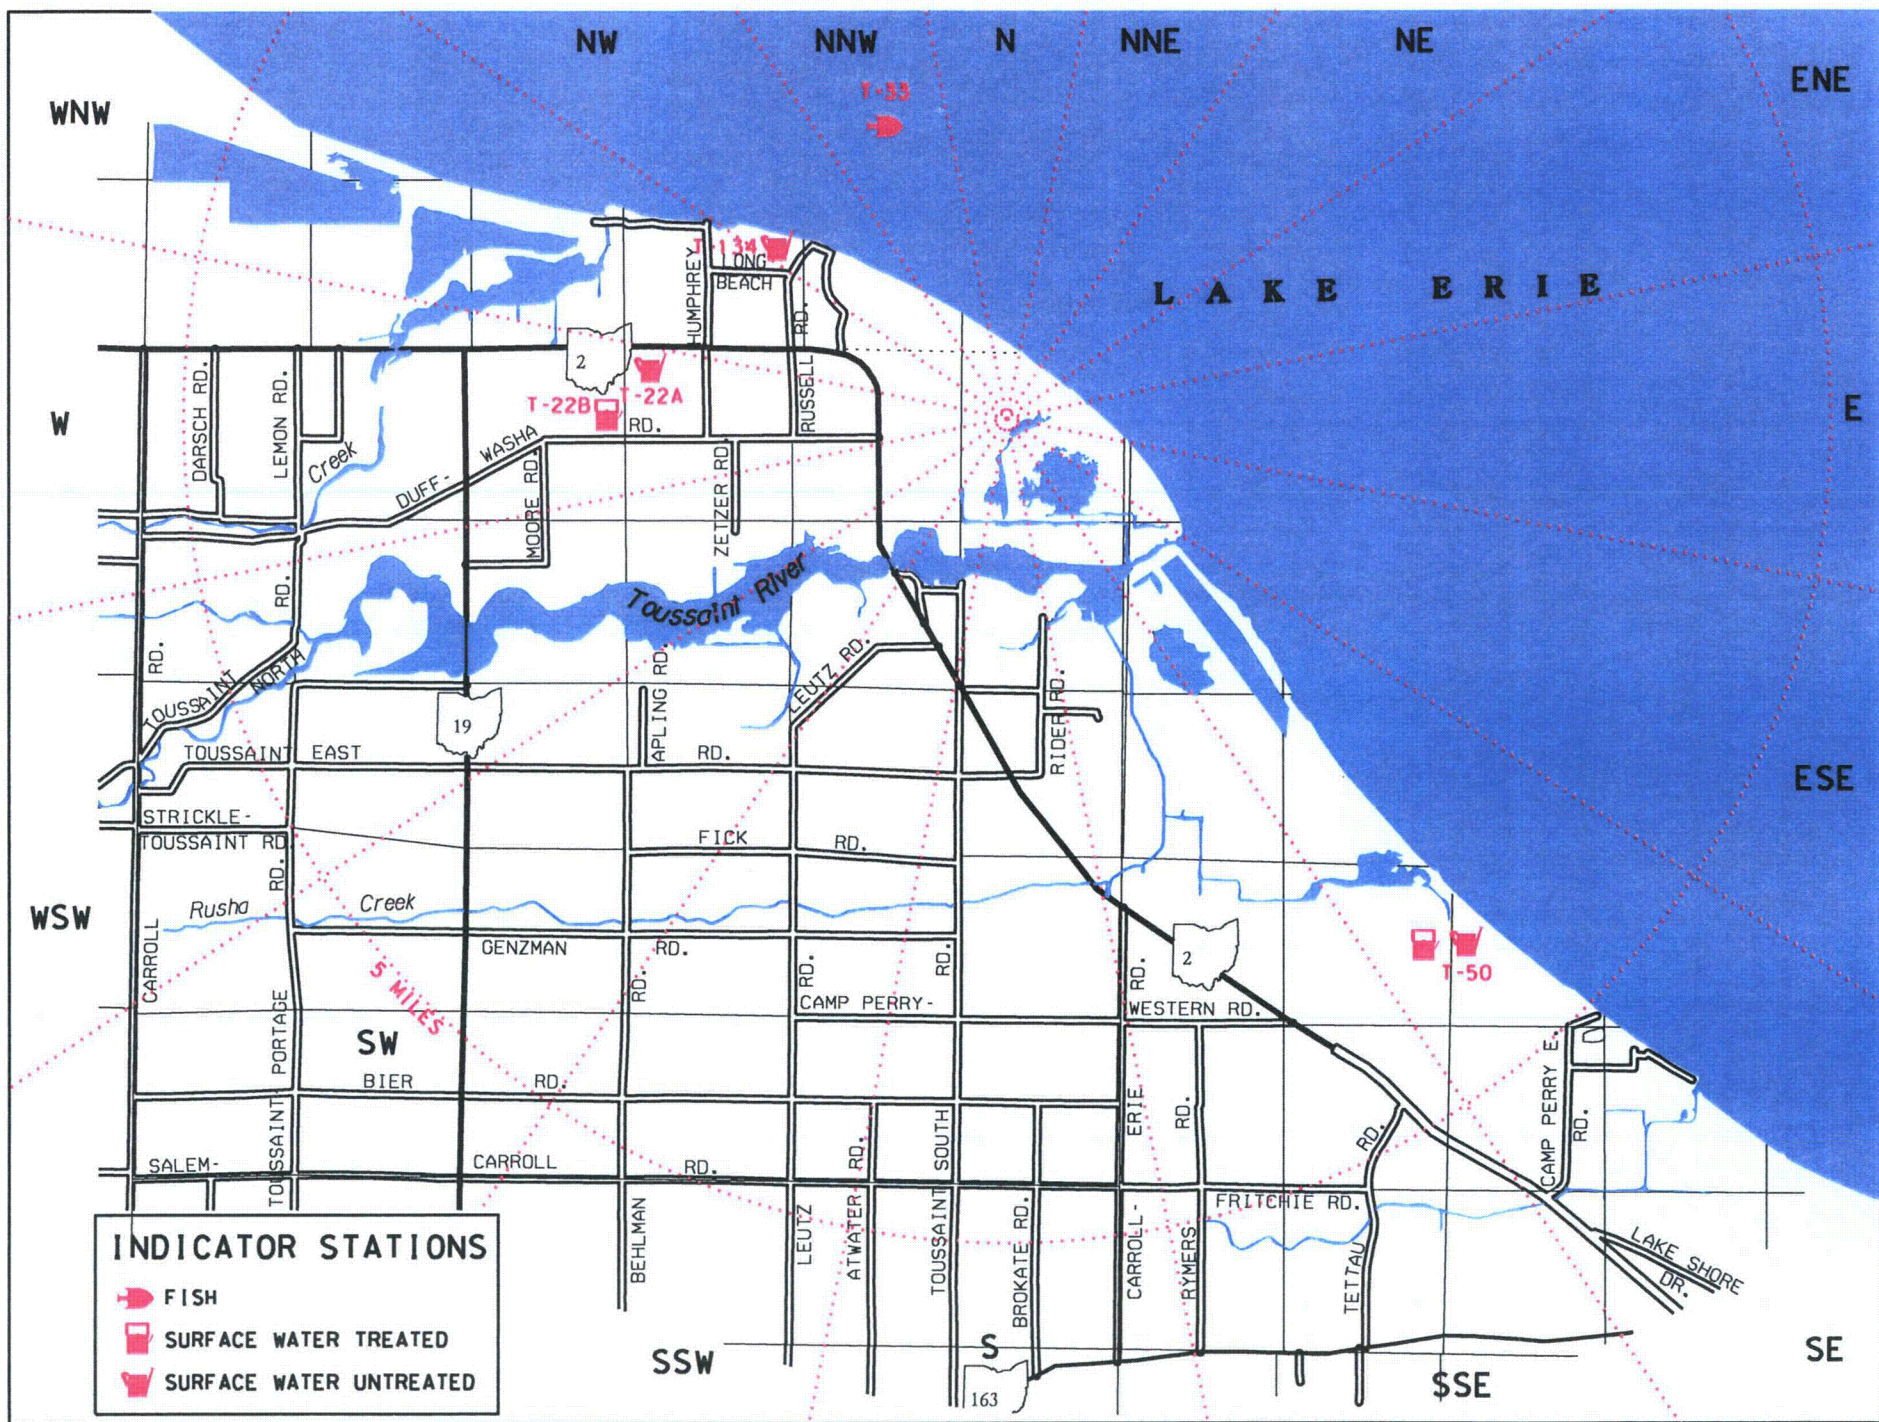 NW
NNW
N
NNE
NE
ENE
WNW
T-33
LAKE ERIE
T-134
LONG
BEACH
HUMPHREY
RD.
RUSSELL
2
T-22A
T-22B
W
E
DARSCH RD.
LEMON RD.
Creek
DUFF-
WASHA
RD.
MOORE RD.
ZETZER RD.
Toussaint River
RD.
RD.
TOUSSAINT
NORTH
19
APLING RD.
LEUTZ RD.
RIDER RD.
TOUSSAINT EAST
RD.
ESE
STRICKLE-
TOUSSAINT RD.
FICK
RD.
RD.
Rusha
Creek
WSW
CARROLL
GENZMAN
RD.
RD.
RD.
RD.
RD.
2
T-50
5 MILES
CAMP PERRY-
WESTERN RD.
SW
PORTAGE
BIER
RD.
ERIE
RD.
CAMP PERRY E.
RD.
SALEM-
CARROLL
RD.
RD.
SOUTH
RD.
TOUSSAINT
FRITCHIE RD.
BEHLMAN
LEUTZ
ATWATER
TOUSSAINT
BROKATE RD.
CARROLL-
RYMERS
TETTAU
LAKE SHORE
DR.
INDICATOR STATIONS
FISH
SURFACE WATER TREATED
SURFACE WATER UNTREATED
SSW
S
163
SSE
SE